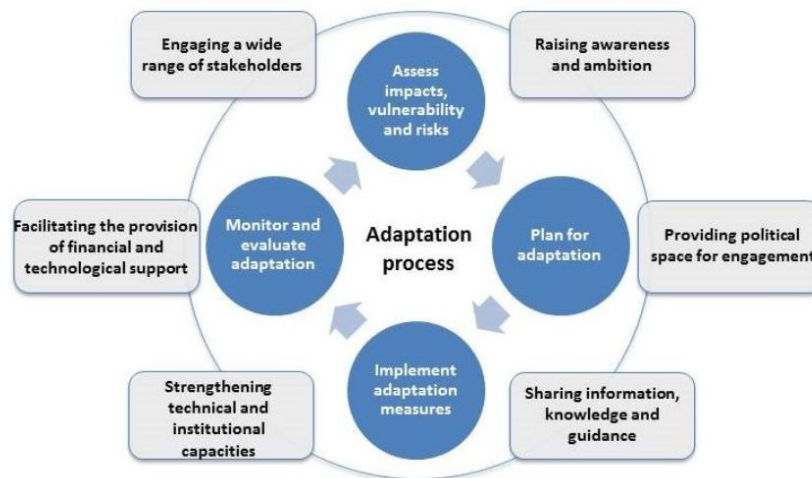 Engaging a wide
range of stakeholders
Raising awareness
and ambition
Assess
impacts,
vulnerability
and risks
Facilitating the provision
of financial and
technological support
Monitor and
evaluate
adaptation
Adaptation
process
Plan for
adaptation
Providing political
space for engagement
Implement
adaptation
measures
Strengthening
technical and
institutional
capacities
Sharing information,
knowledge and
guidance